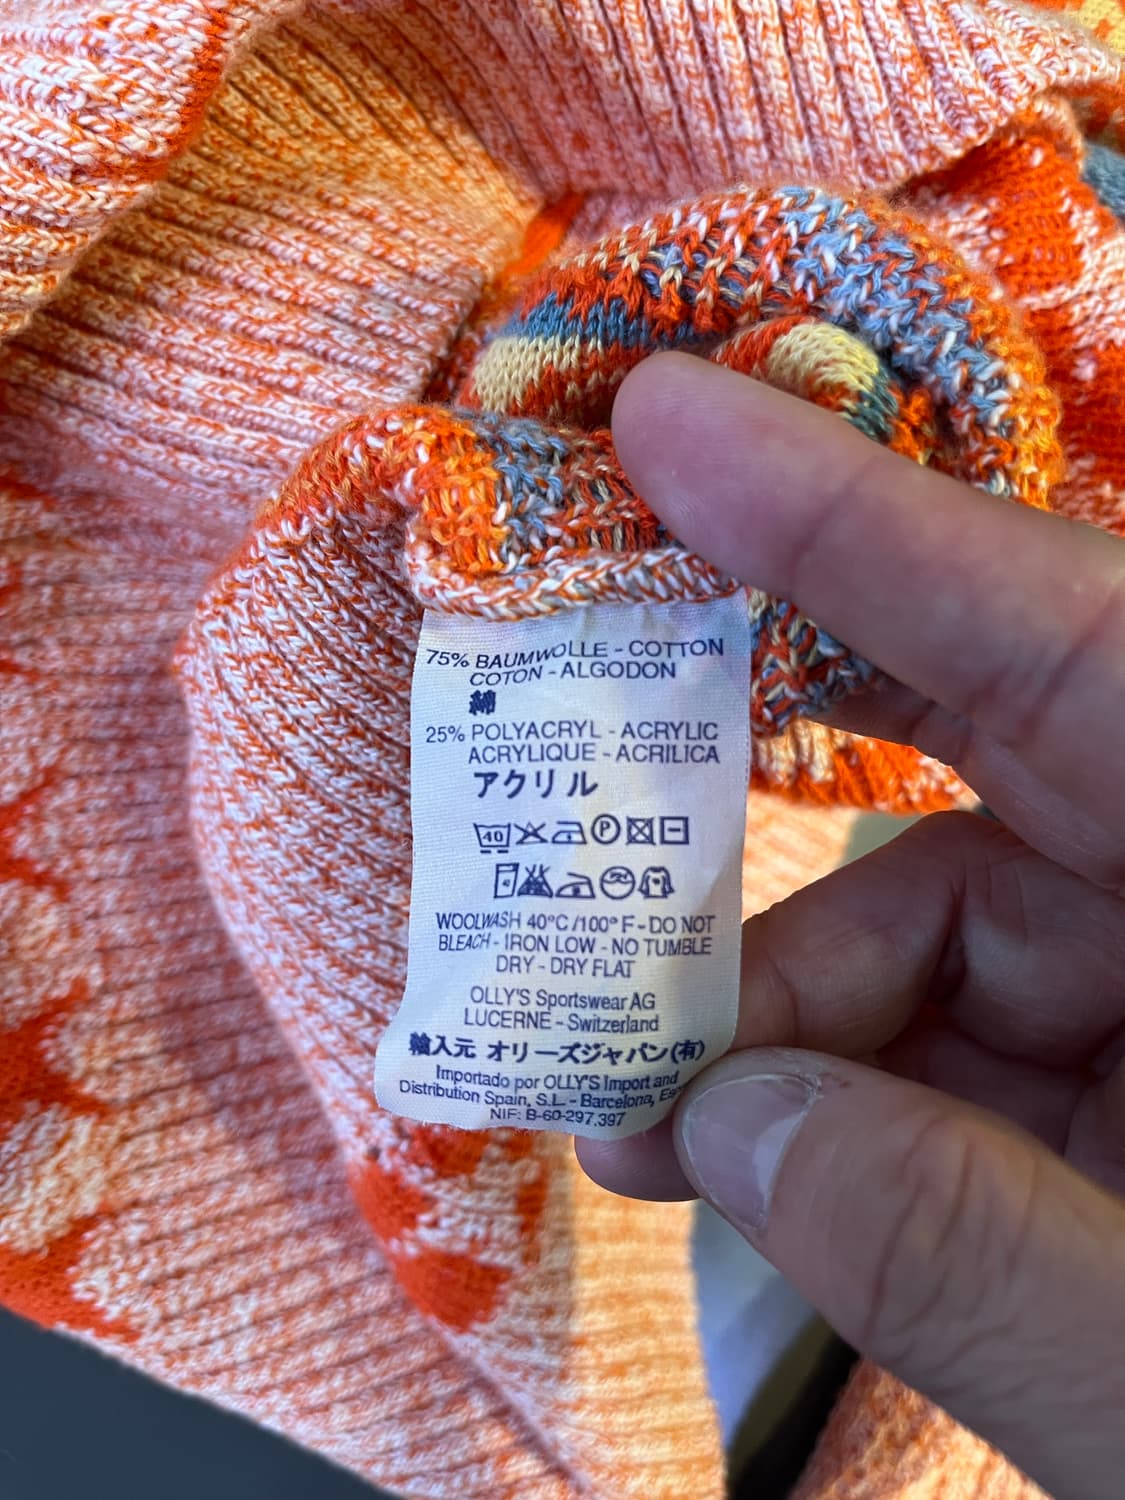 75% BAUMWOLLE - COTTON
COTON - ALGODON
綿
25% POLYACRYL - ACRYLIC
ACRYLIQUE - ACRILICA
アクリル
40 P
WOOLWASH 40°C/100° F - DO NOT
BLEACH - IRON LOW - NO TUMBLE
DRY - DRY FLAT
OLLY'S Sportswear AG
LUCERNE - Switzerland
輸入元 オリーズジャパン(有)
Importado por OLLY'S Import and
Distribution Spain, S.L. - Barcelona,
NIF: B-60-297.397